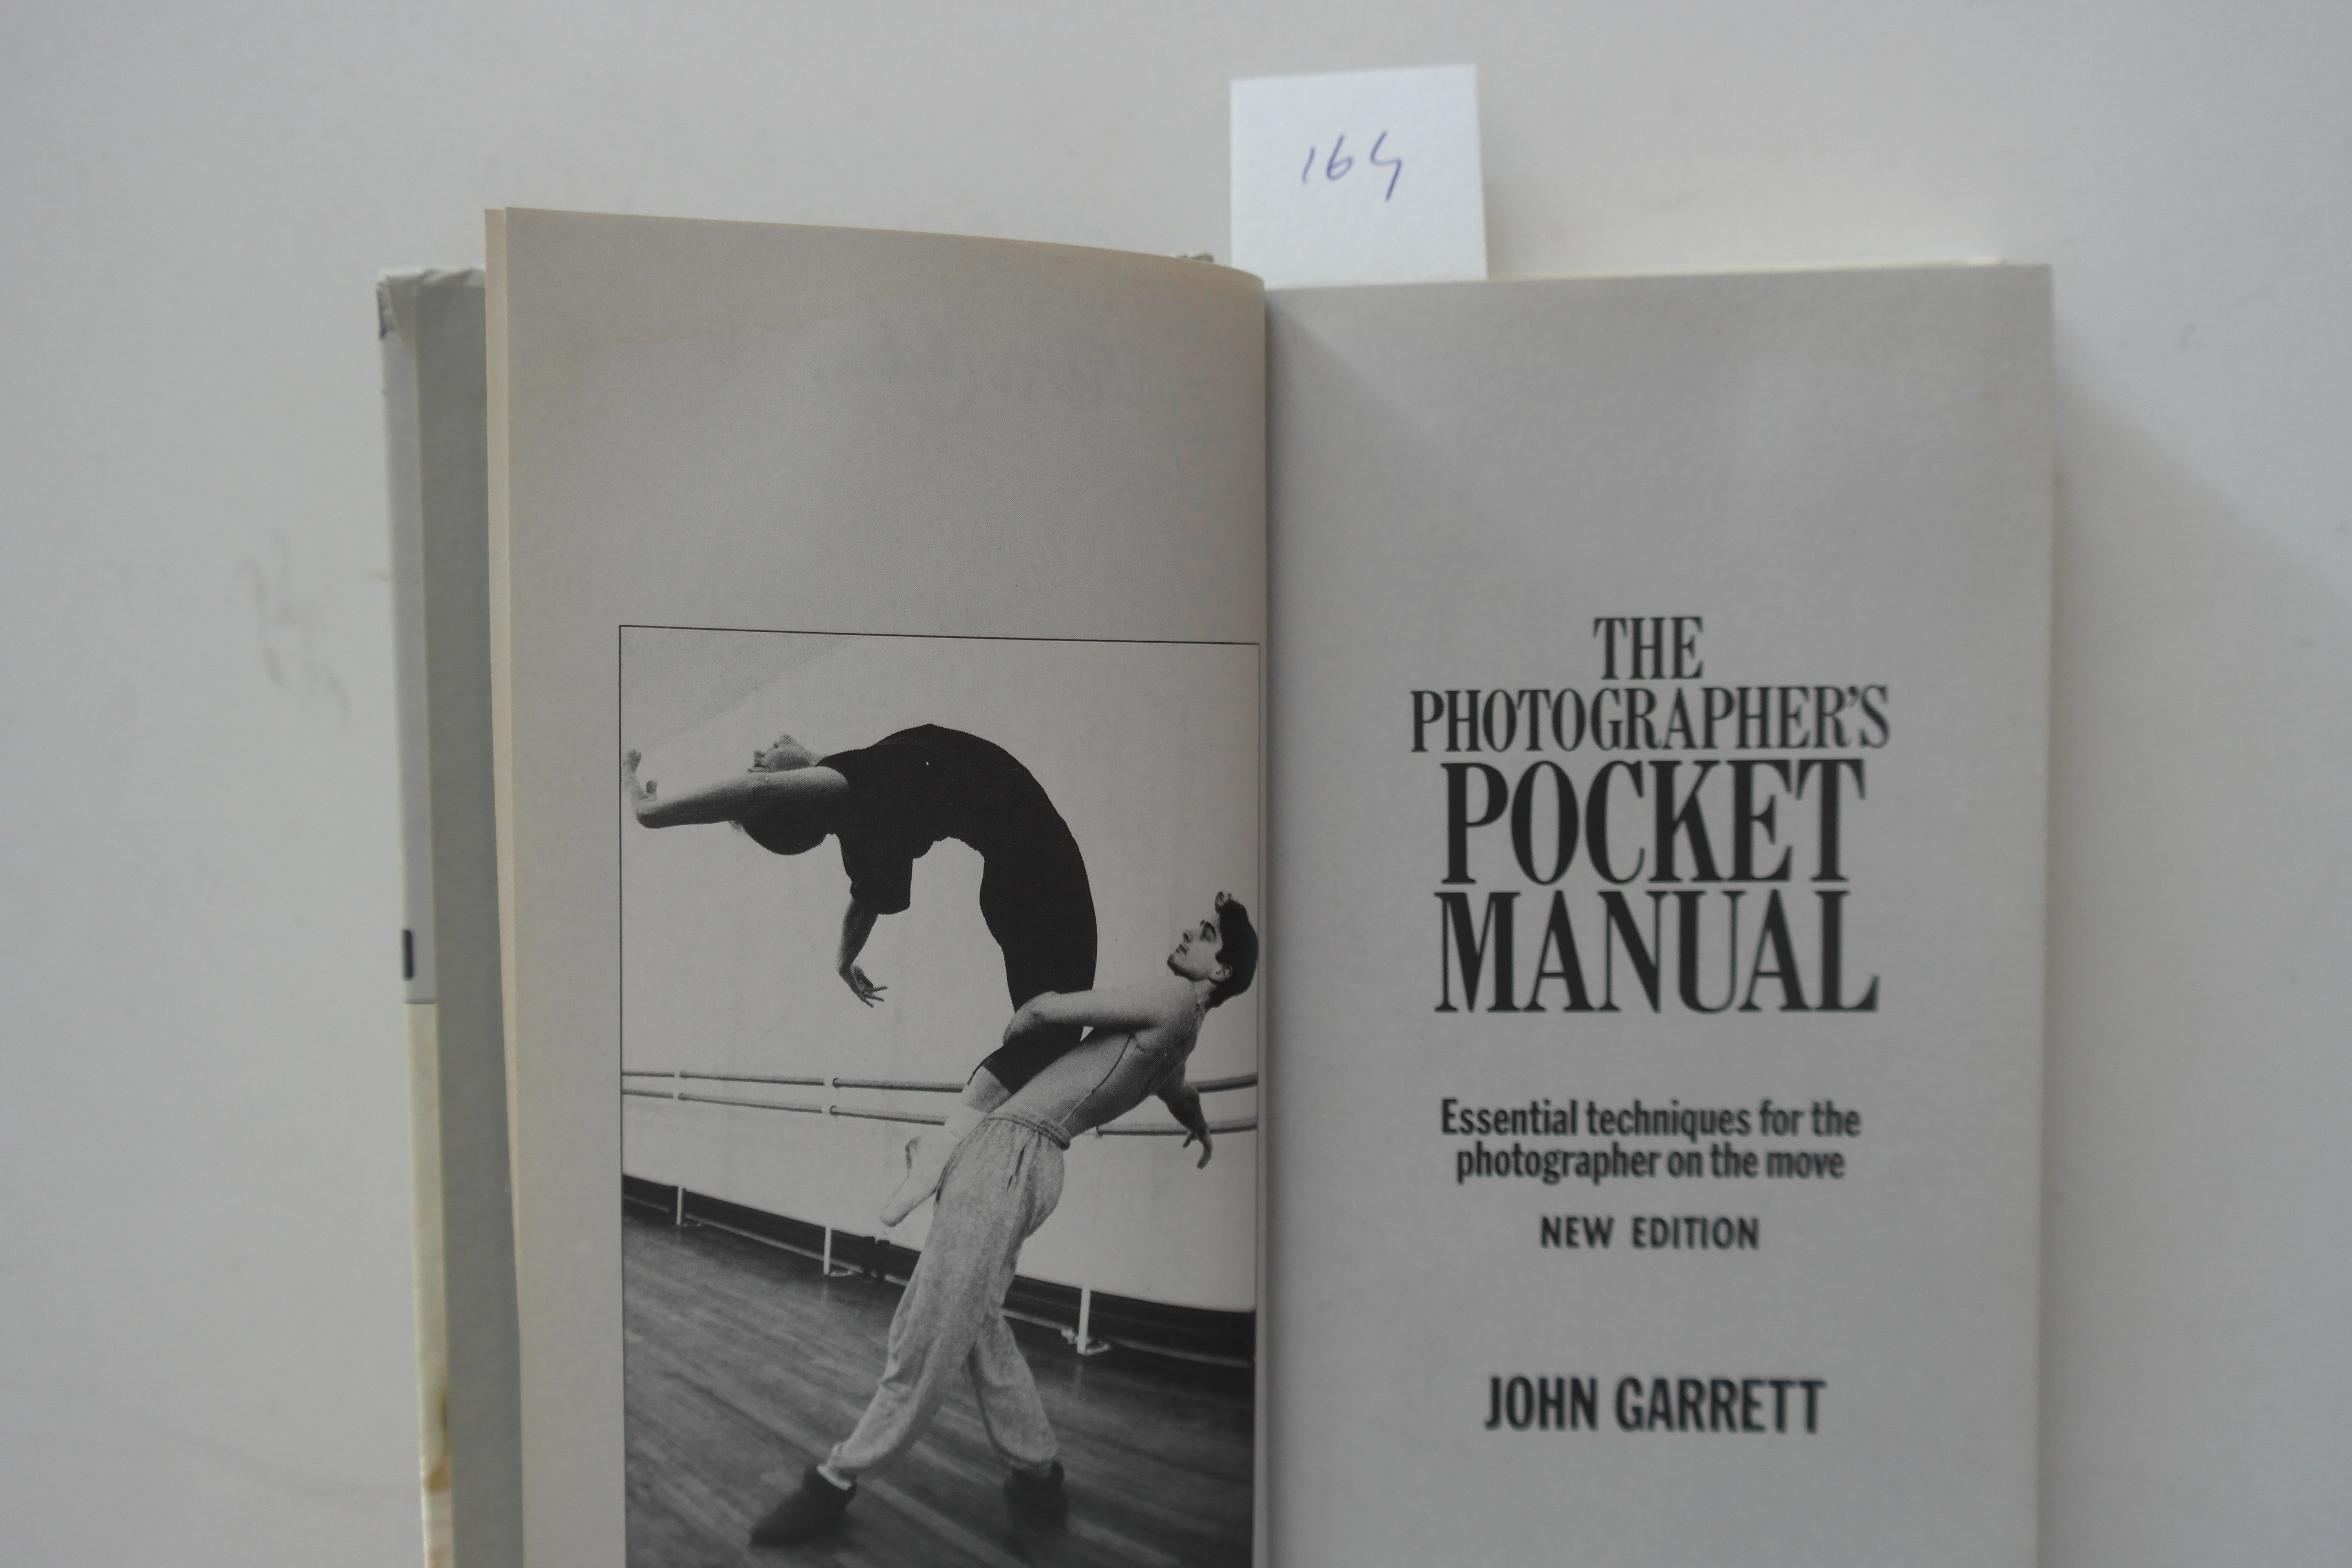 164
THE
PHOTOGRAPHER'S
POCKET
MANUAL
Essential techniques for the
photographer on the move
NEW EDITION
JOHN GARRETT